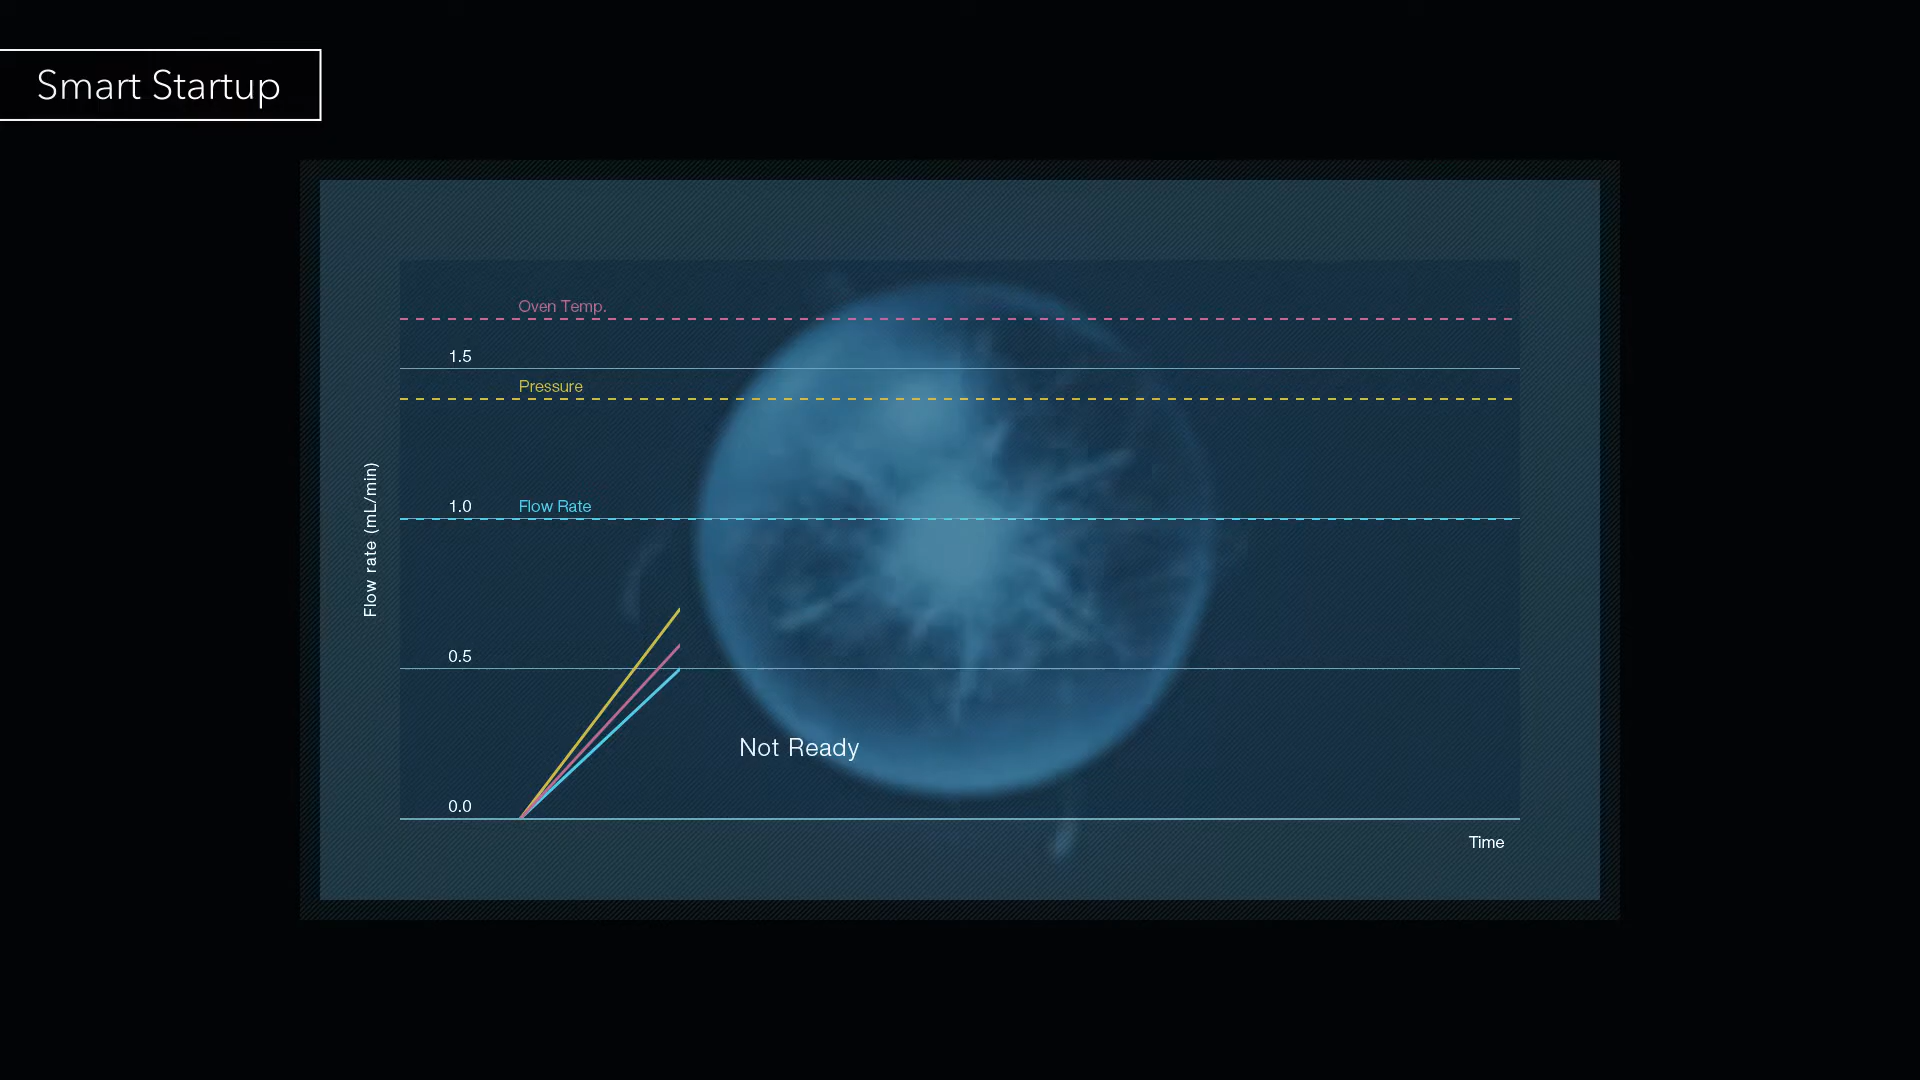 Smart Startup
Oven Temp.
1.5
Pressure
1.0
Flow Rate
Flow rate (mL/min)
0.5
Not Ready
0.0
Time